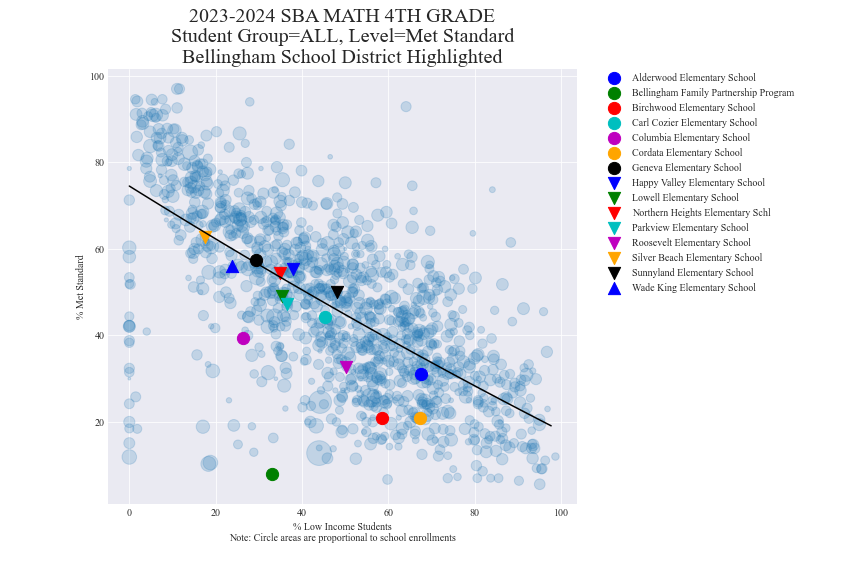 2023-2024 SBA MATH 4TH GRADE
Student Group=ALL, Level=Met Standard
Bellingham School District Highlighted
100
80
60
40
20
% Met Standard
0 20 40 60 80 100
% Low Income Students
Note: Circle areas are proportional to school enrollments
Alderwood Elementary School
Bellingham Family Partnership Program
Birchwood Elementary School
Carl Cozier Elementary School
Columbia Elementary School
Cordata Elementary School
Geneva Elementary School
Happy Valley Elementary School
Lowell Elementary School
Northern Heights Elementary Schl
Parkview Elementary School
Roosevelt Elementary School
Silver Beach Elementary School
Sunnyland Elementary School
Wade King Elementary School